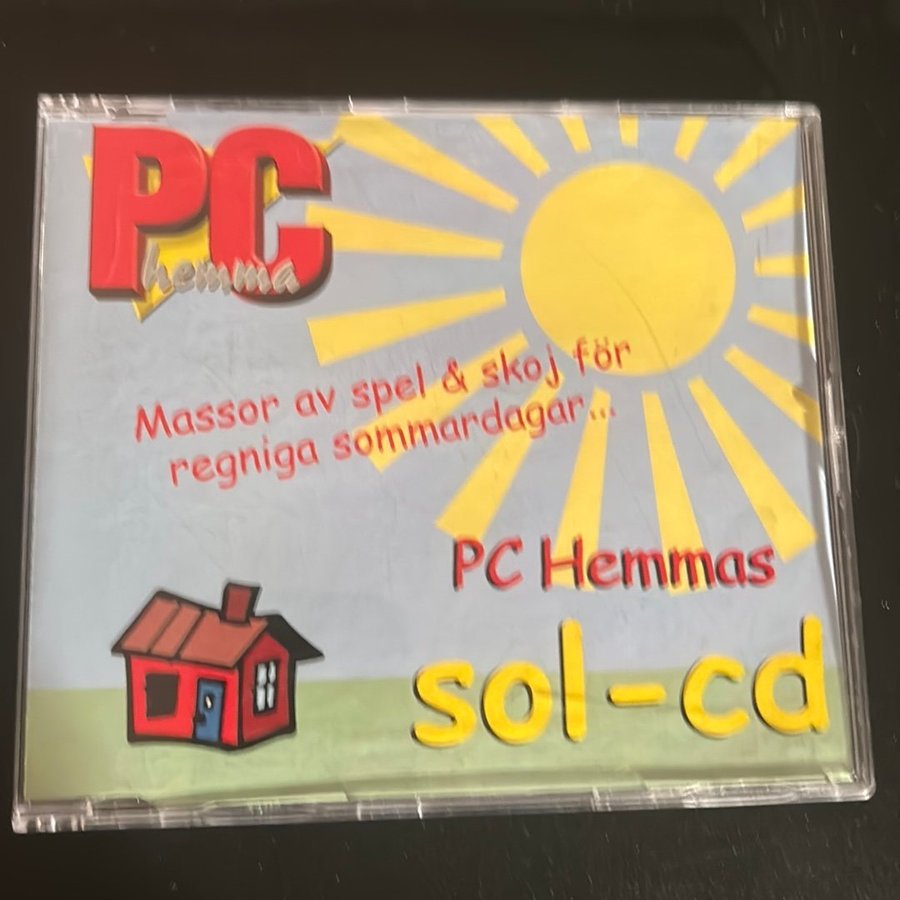 PC
hemma
Massor av spel & skoj för
regniga sommardagar...
PC Hemmas
sol-cd